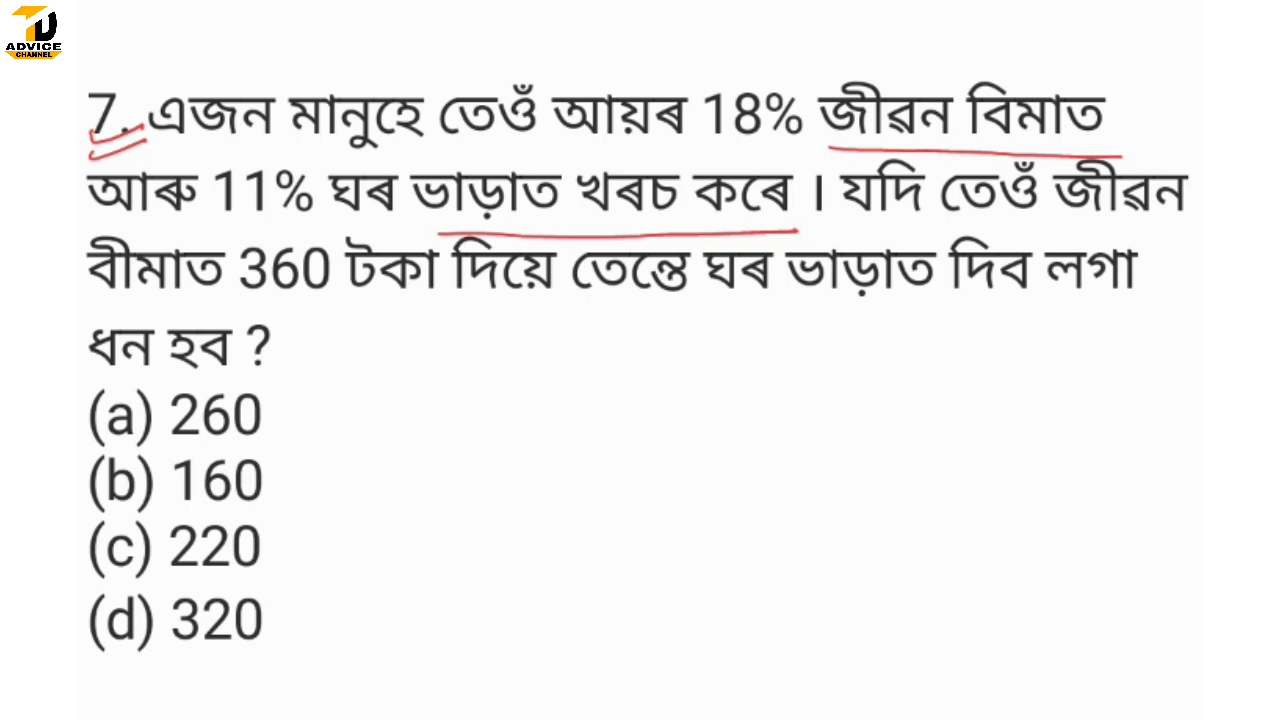 TD
ADVICE
CHANNEL
7. এজন মানুহে তেওঁ আয়ৰ 18% জীৱন বিমাত
আৰু 11% ঘৰ ভাড়াত খৰচ কৰে । যদি তেওঁ জীৱন
বীমাত 360 টকা দিয়ে তেন্তে ঘৰ ভাড়াত দিব লগা
ধন হব ?
(a) 260
(b) 160
(c) 220
(d) 320